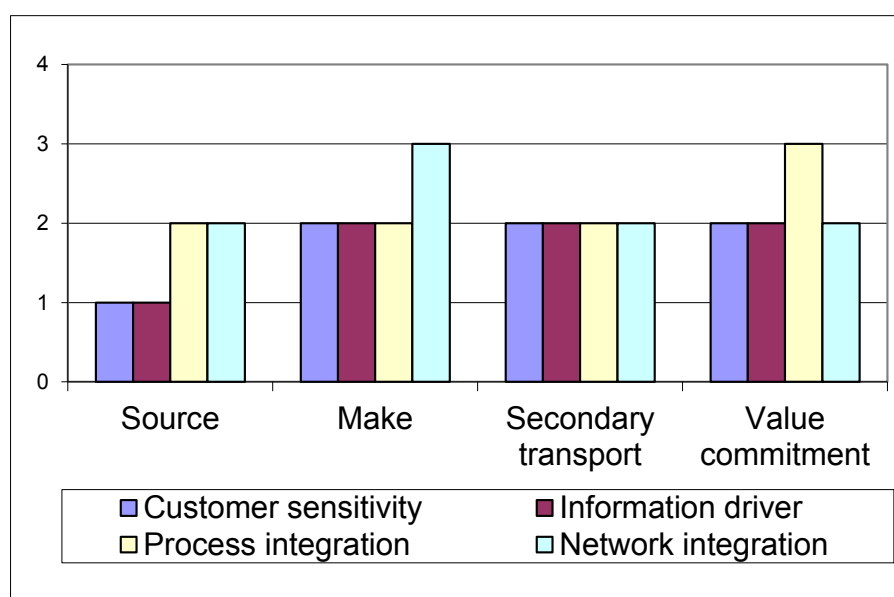 4
3
2
1
0
Source Make Secondary transport Value commitment
Customer sensitivity Information driver
Process integration Network integration